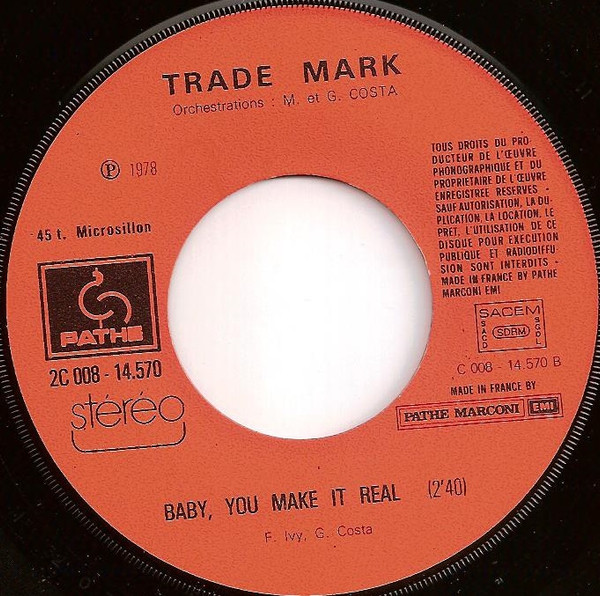 TRADE MARK
Orchestrations : M. et G. COSTA
℗ 1978
45 t. Microsillon
PATHE
2C 008 - 14.570
stéréo
TOUS DROITS DU PRO-
DUCTEUR DE L'ŒUVRE
PHONOGRAPHIQUE ET DU
PROPRIETAIRE DE L'ŒUVRE
ENREGISTREE RESERVES -
SAUF AUTORISATION, LA DU-
PLICATION, LA LOCATION, LE
PRET, L'UTILISATION DE CE
DISQUE POUR EXECUTION
PUBLIQUE ET RADIODIFFU-
SION SONT INTERDITS -
MADE IN FRANCE BY PATHE
MARCONI EMI
SACEM
SACD
SDRM
SGDL
C 008 - 14.570 B
MADE IN FRANCE BY
PATHE MARCONI EMI
BABY, YOU MAKE IT REAL (2'40)
F. Ivy, G. Costa